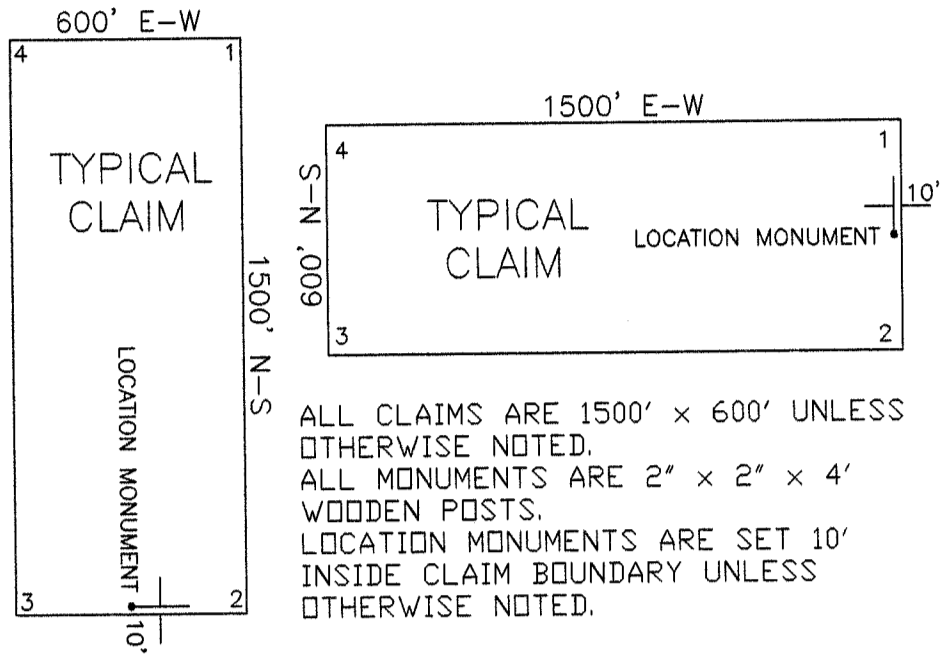 600' E-W
4
1
TYPICAL
CLAIM
1500' N-S
LOCATION MONUMENT
3
2
10'
1500' E-W
4
1
600' N-S
10'
TYPICAL
CLAIM
LOCATION MONUMENT
3
2
ALL CLAIMS ARE 1500' × 600' UNLESS
OTHERWISE NOTED.
ALL MONUMENTS ARE 2" × 2" × 4'
WOODEN POSTS.
LOCATION MONUMENTS ARE SET 10'
INSIDE CLAIM BOUNDARY UNLESS
OTHERWISE NOTED.